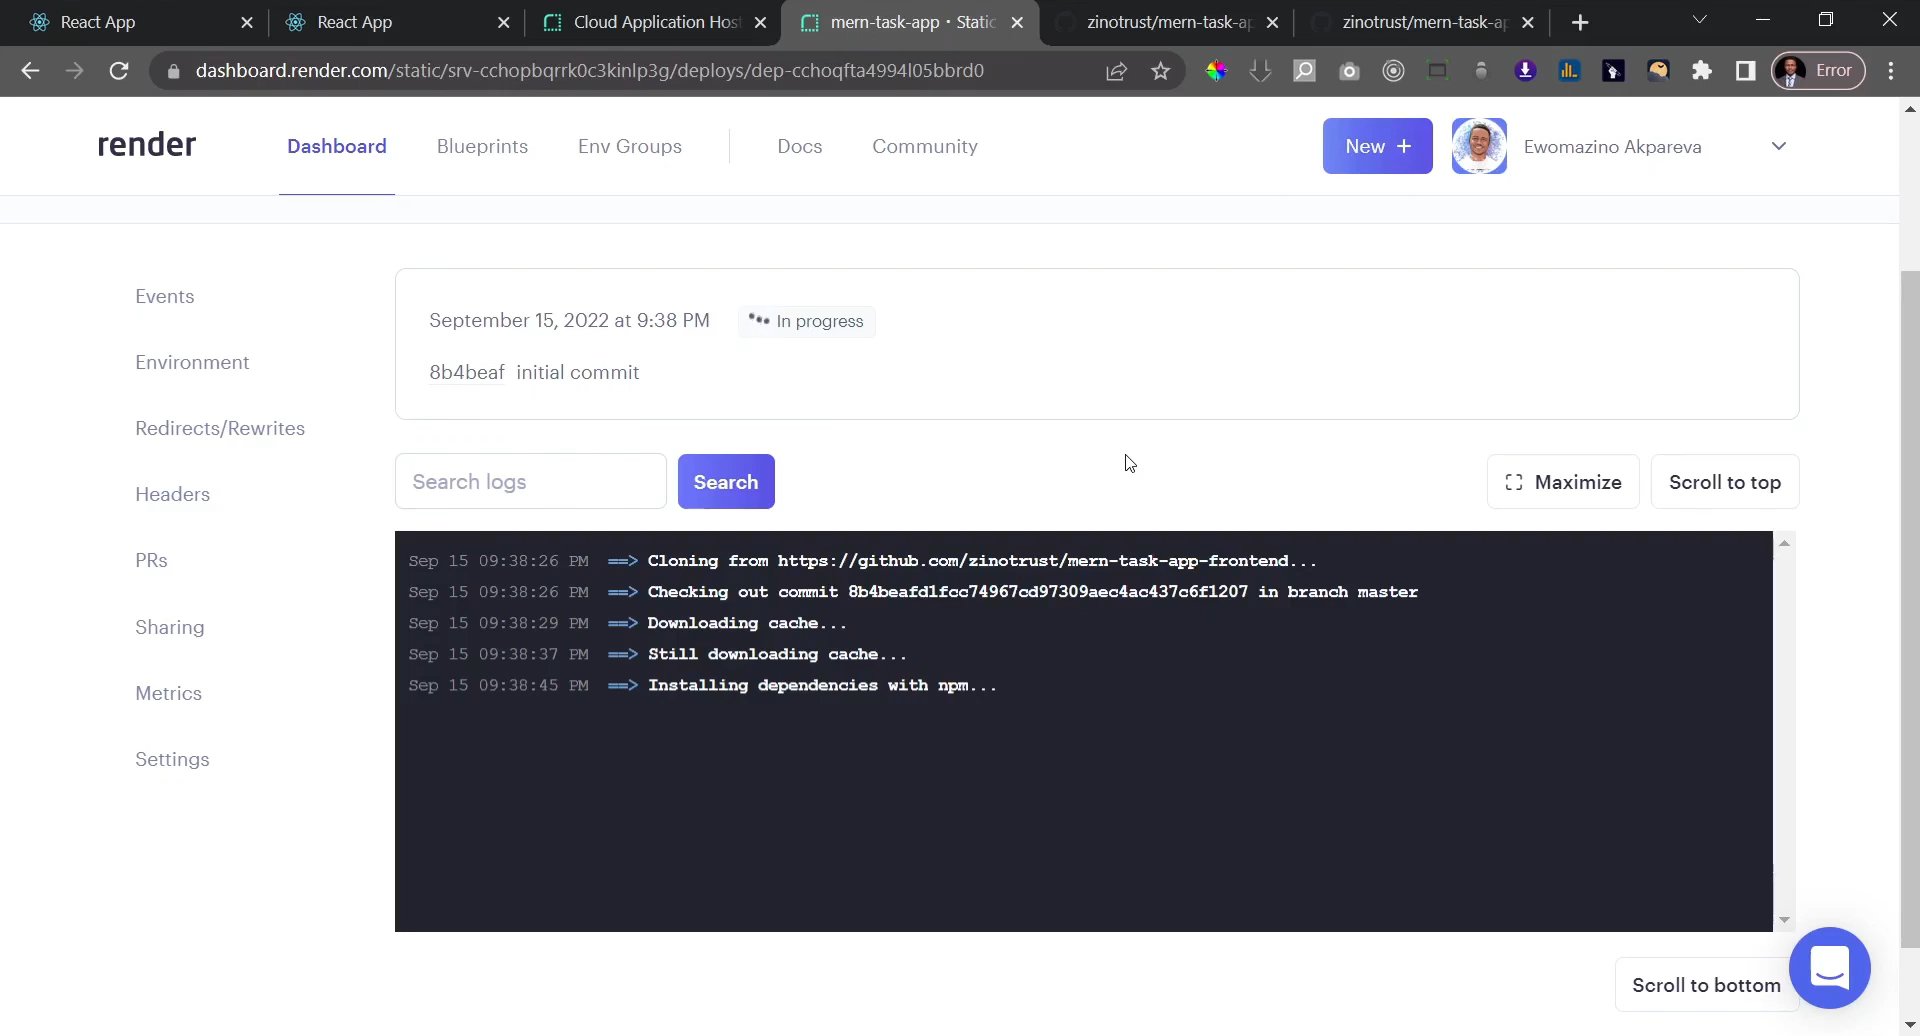 React App
React App
Cloud Application Hos
mern-task-app • Static
zinotrust/mern-task-ap
zinotrust/mern-task-ap
dashboard.render.com/static/srv-cchopbqrrk0c3kinlp3g/deploys/dep-cchoqfta4994l05bbrd0
Error
render
Dashboard
Blueprints
Env Groups
Docs
Community
New +
Ewomazino Akpareva
Events
Environment
Redirects/Rewrites
Headers
PRs
Sharing
Metrics
Settings
September 15, 2022 at 9:38 PM
In progress
8b4beaf initial commit
Search logs
Search
Maximize
Scroll to top
Sep 15 09:38:26 PM ==> Cloning from https://github.com/zinotrust/mern-task-app-frontend...
Sep 15 09:38:26 PM ==> Checking out commit 8b4beafd1fcc74967cd97309aec4ac437c6f1207 in branch master
Sep 15 09:38:29 PM ==> Downloading cache...
Sep 15 09:38:37 PM ==> Still downloading cache...
Sep 15 09:38:45 PM ==> Installing dependencies with npm...
Scroll to bottom